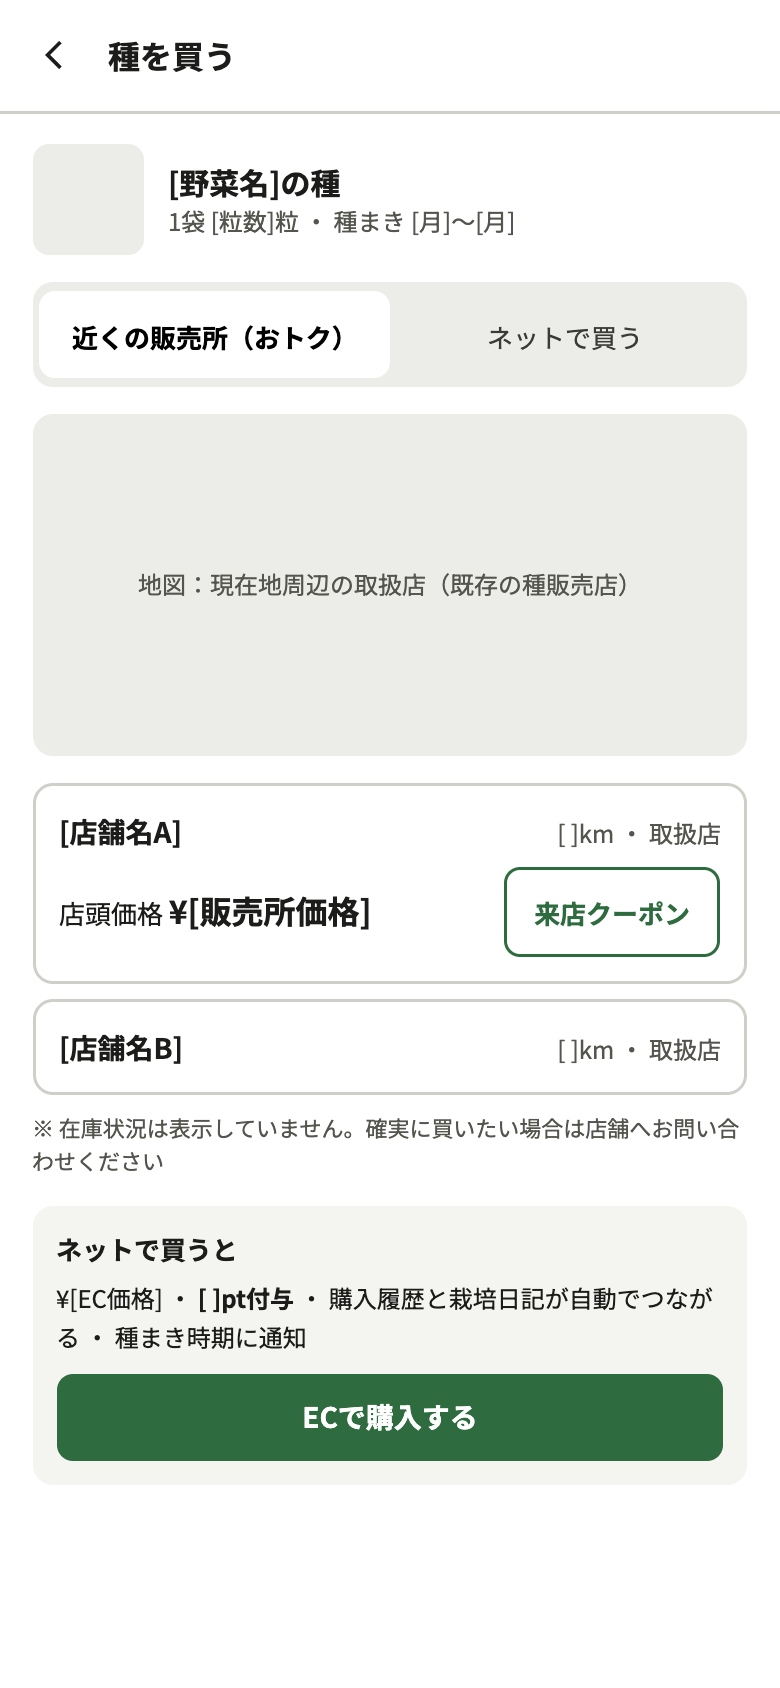 種を買う
[野菜名]の種
1袋 [粒数]粒 ・ 種まき [月]〜[月]
近くの販売所（おトク）
ネットで買う
地図：現在地周辺の取扱店（既存の種販売店）
[店舗名A]
[ ]km ・ 取扱店
店頭価格 ¥[販売所価格]
来店クーポン
[店舗名B]
[ ]km ・ 取扱店
※ 在庫状況は表示していません。確実に買いたい場合は店舗へお問い合
わせください
ネットで買うと
¥[EC価格] ・ [ ]pt付与 ・ 購入履歴と栽培日記が自動でつなが
る ・ 種まき時期に通知
ECで購入する